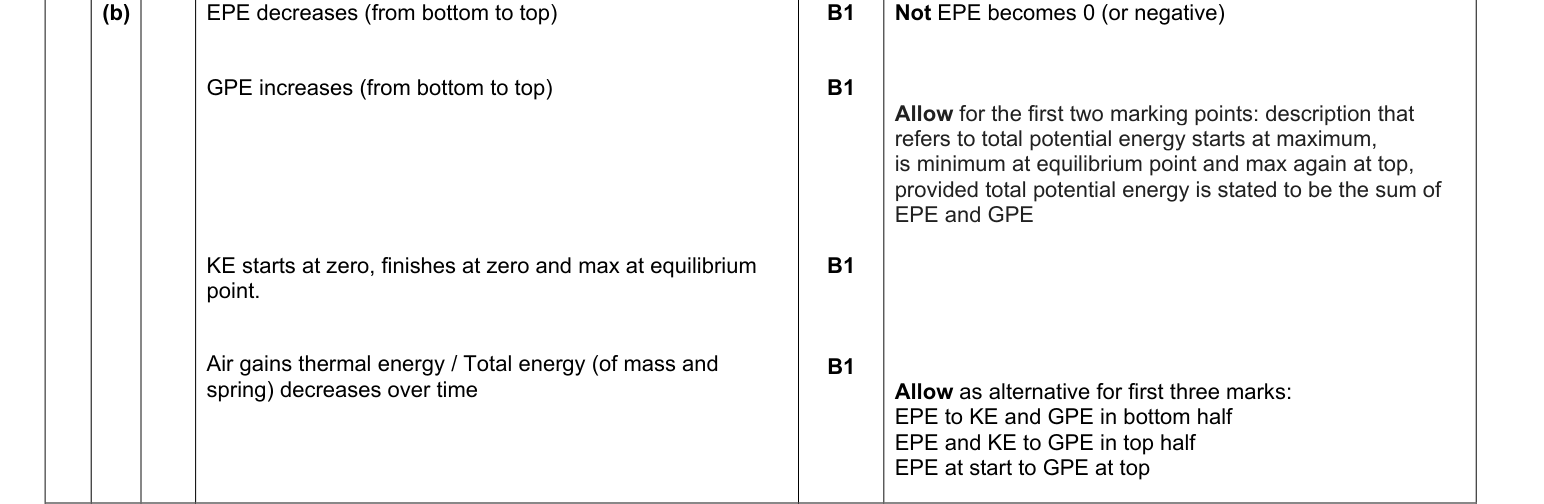 (b) EPE decreases (from bottom to top) B1 Not EPE becomes 0 (or negative)
GPE increases (from bottom to top) B1
Allow for the first two marking points: description that
refers to total potential energy starts at maximum,
is minimum at equilibrium point and max again at top,
provided total potential energy is stated to be the sum of
EPE and GPE
KE starts at zero, finishes at zero and max at equilibrium B1
point.
Air gains thermal energy / Total energy (of mass and B1
spring) decreases over time
Allow as alternative for first three marks:
EPE to KE and GPE in bottom half
EPE and KE to GPE in top half
EPE at start to GPE at top